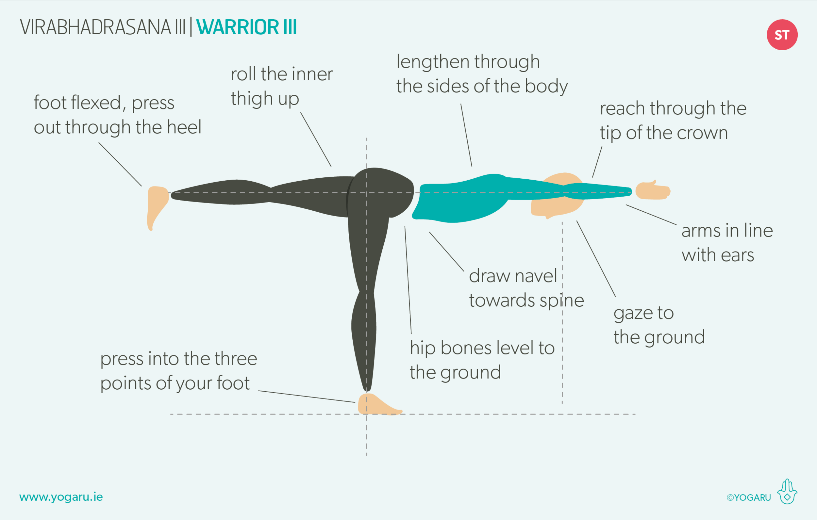 VIRABHADRASANA III | WARRIOR III
ST
lengthen through
the sides of the body
roll the inner
thigh up
foot flexed, press
out through the heel
reach through the
tip of the crown
arms in line
with ears
draw navel
towards spine
gaze to
the ground
hip bones level to
the ground
press into the three
points of your foot
www.yogaru.ie
©YOGARU